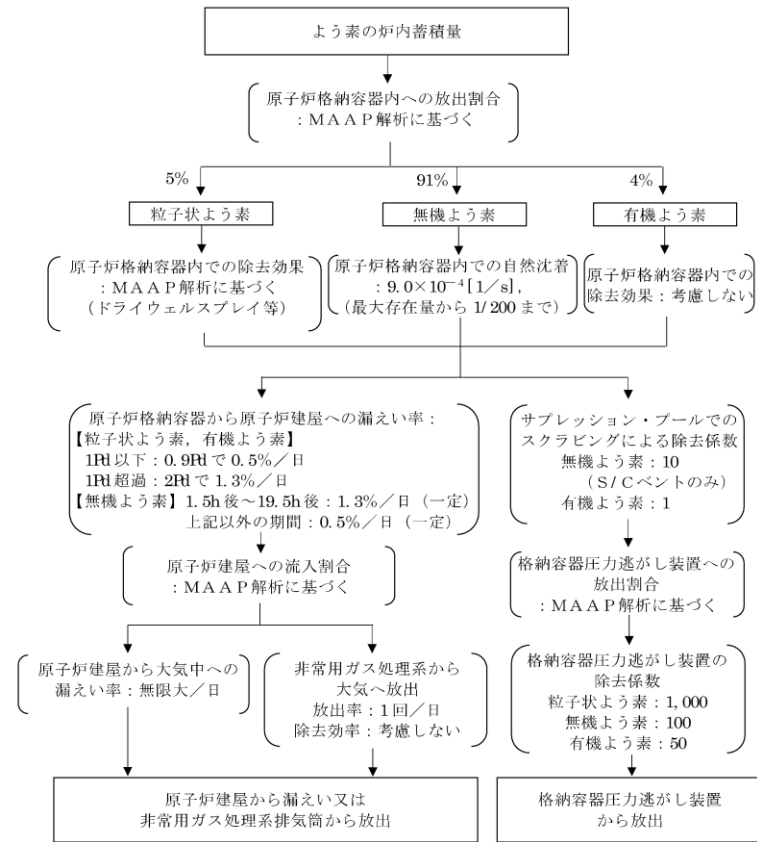 よう素の炉内蓄積量
原子炉格納容器内への放出割合
：ＭＡＡＰ解析に基づく
5%
91%
4%
粒子状よう素
無機よう素
有機よう素
原子炉格納容器内での除去効果
：ＭＡＡＰ解析に基づく
（ドライウェルスプレイ等）
原子炉格納容器内での自然沈着
：9.0×10⁻⁴[1/s]，
（最大存在量から 1/200 まで）
原子炉格納容器内での
除去効果：考慮しない
原子炉格納容器から原子炉建屋への漏えい率：
【粒子状よう素，有機よう素】
1Pd 以下：0.9Pd で 0.5%／日
1Pd 超過：2Pd で 1.3%／日
【無機よう素】1.5h 後～19.5h 後：1.3%／日（一定）
上記以外の期間：0.5%／日（一定）
サプレッション・プールでの
スクラビングによる除去係数
無機よう素：10
（S/Cベントのみ）
有機よう素：1
原子炉建屋への流入割合
：ＭＡＡＰ解析に基づく
格納容器圧力逃がし装置への
放出割合
：ＭＡＡＰ解析に基づく
原子炉建屋から大気中への
漏えい率：無限大／日
非常用ガス処理系から
大気へ放出
放出率：1回／日
除去効率：考慮しない
格納容器圧力逃がし装置の
除去係数
粒子状よう素：1,000
無機よう素：100
有機よう素：50
原子炉建屋から漏えい又は
非常用ガス処理系排気筒から放出
格納容器圧力逃がし装置
から放出